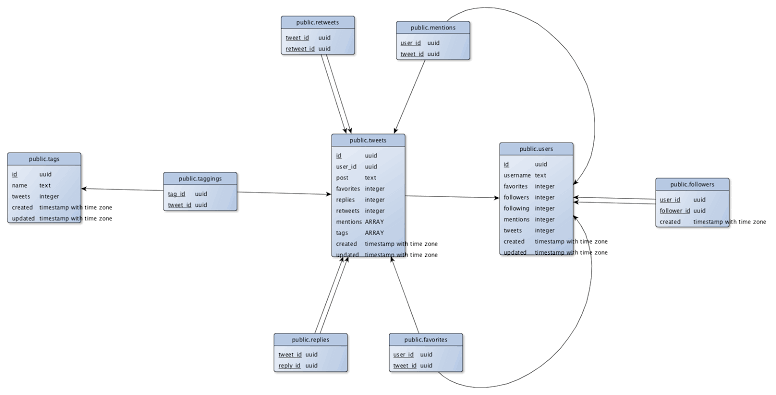 public.retweets
tweet_id uuid
retweet_id uuid
public.mentions
user_id uuid
tweet_id uuid
public.tweets
id uuid
user_id uuid
post text
favorites integer
replies integer
retweets integer
mentions ARRAY
tags ARRAY
created timestamp with time zone
updated timestamp with time zone
public.users
id uuid
username text
favorites integer
followers integer
following integer
mentions integer
tweets integer
created timestamp with time zone
updated timestamp with time zone
public.tags
id uuid
name text
tweets integer
created timestamp with time zone
updated timestamp with time zone
public.taggings
tag_id uuid
tweet_id uuid
public.followers
user_id uuid
follower_id uuid
created timestamp with time zone
public.replies
tweet_id uuid
reply_id uuid
public.favorites
user_id uuid
tweet_id uuid